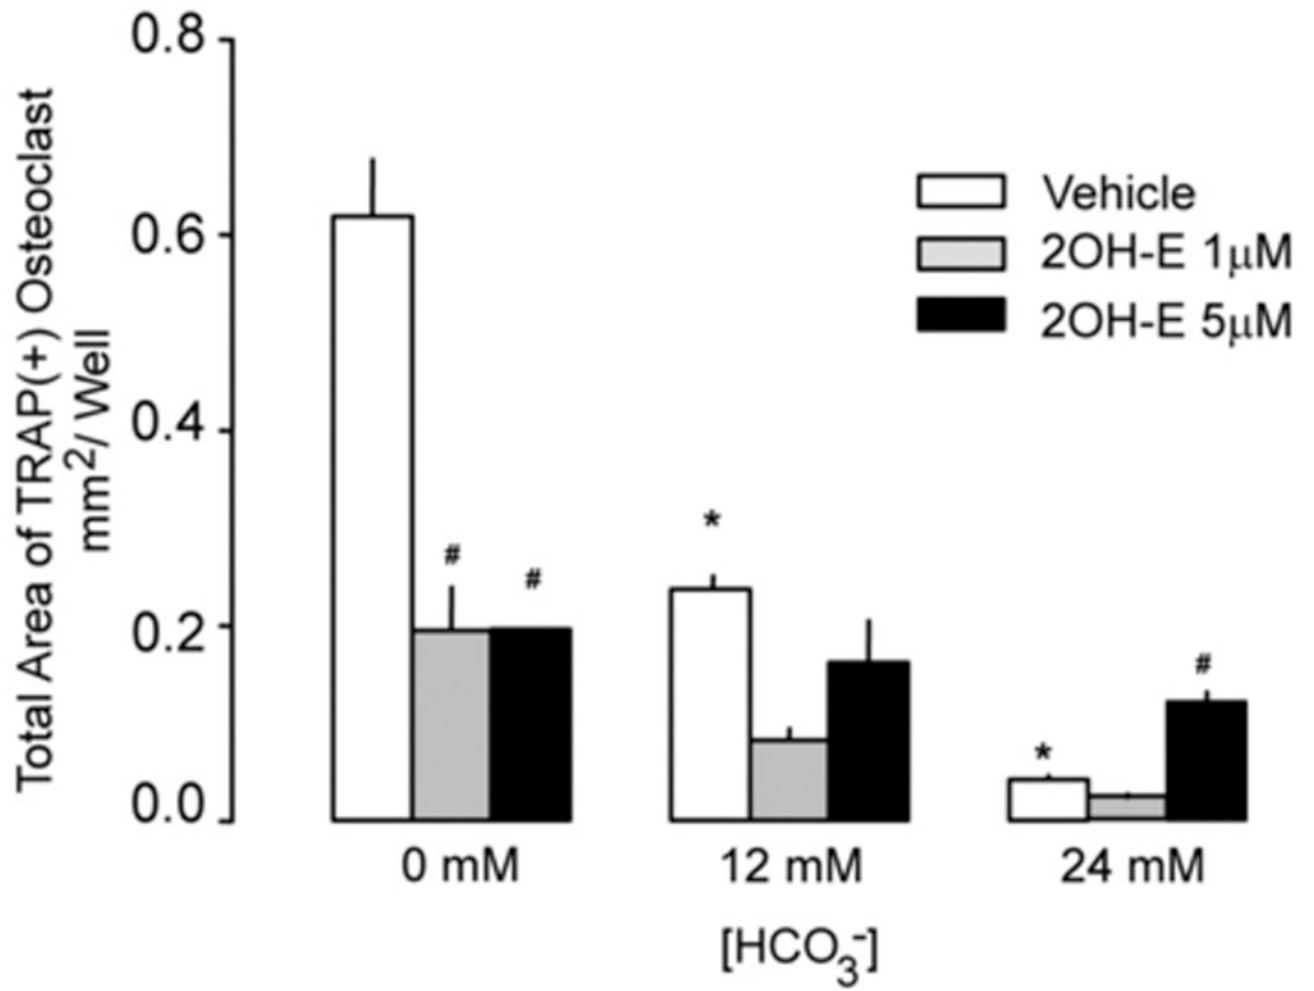 Total Area of TRAP(+) Osteoclast
mm2/ Well
0.8
0.6
0.4
0.2
0.0
Vehicle
2OH-E 1μM
2OH-E 5μM
#
#
*
*
#
0 mM
12 mM
24 mM
[HCO3-]